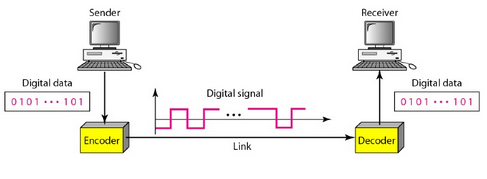 Sender
Receiver
Digital data
0101 ••• 101
Digital signal
•••
Digital data
0101 ••• 101
Encoder
Link
Decoder